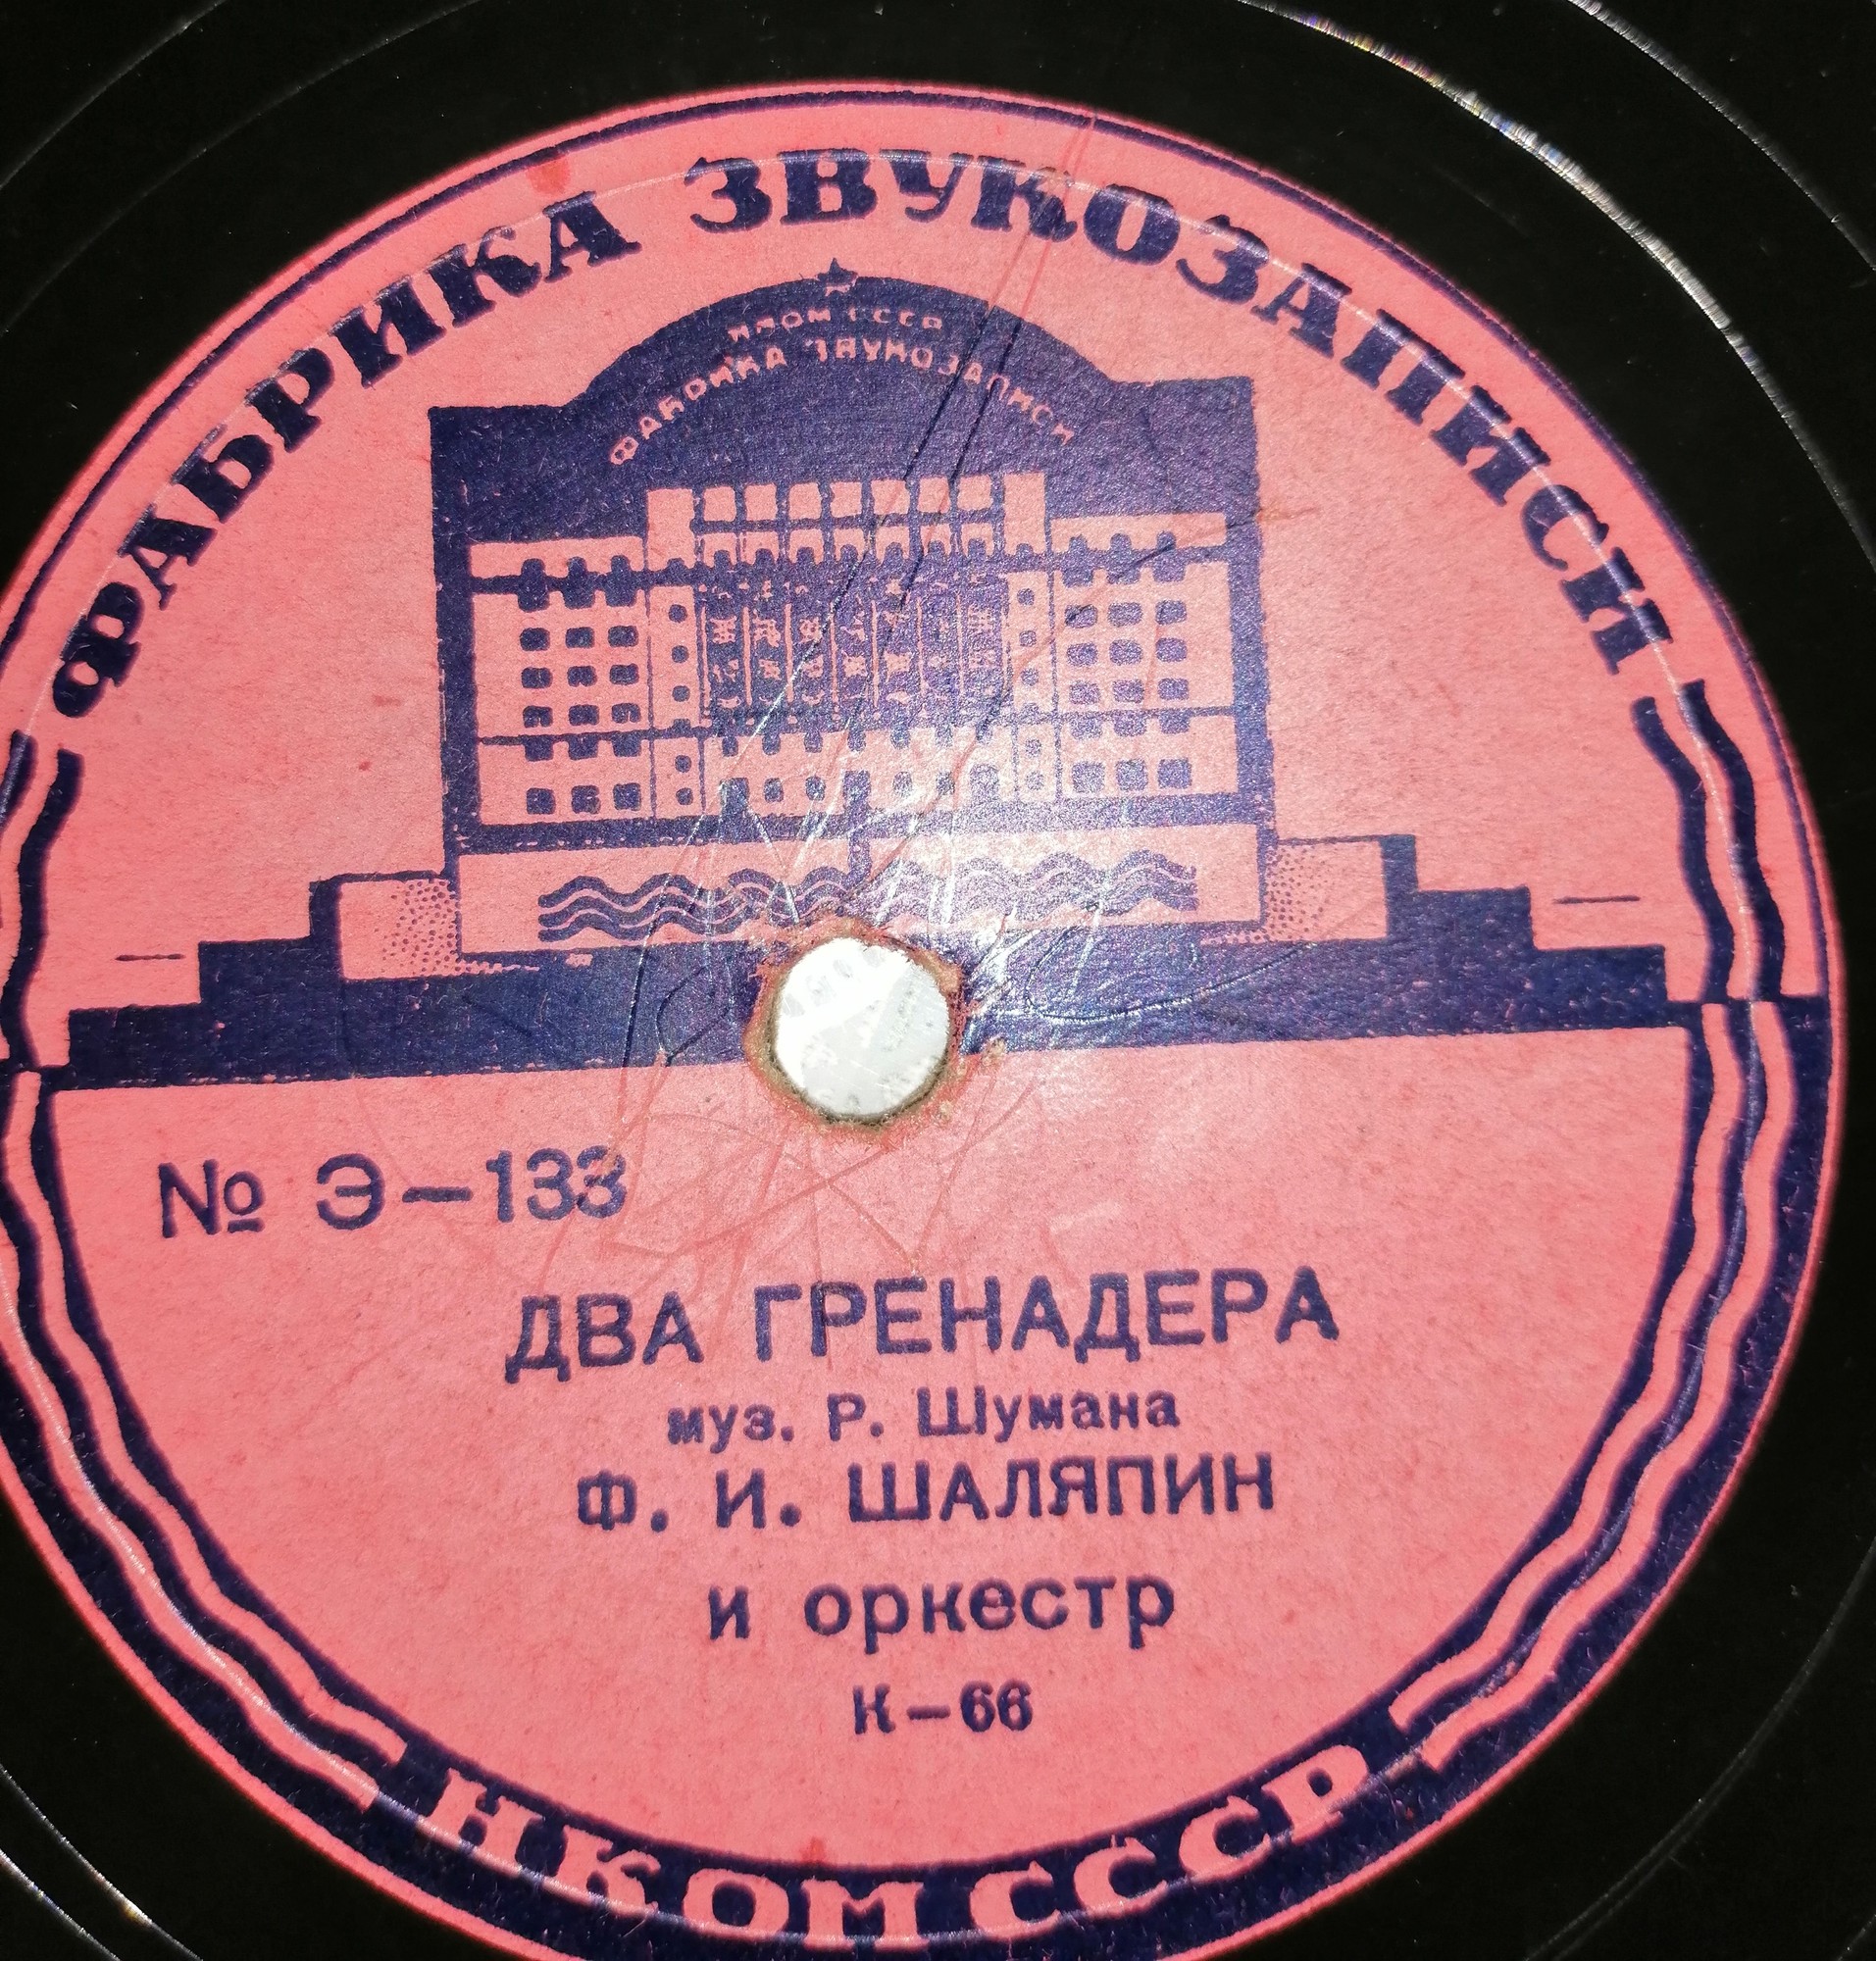 ФАБРИКА ЗВУКОЗАПИСИ
НКОМ СССР
ФАБРИКА ЗВУКОЗАПИСИ
№ Э—133
ДВА ГРЕНАДЕРА
муз. Р. Шумана
Ф. И. ШАЛЯПИН
и оркестр
К—66
НКОМ СССР